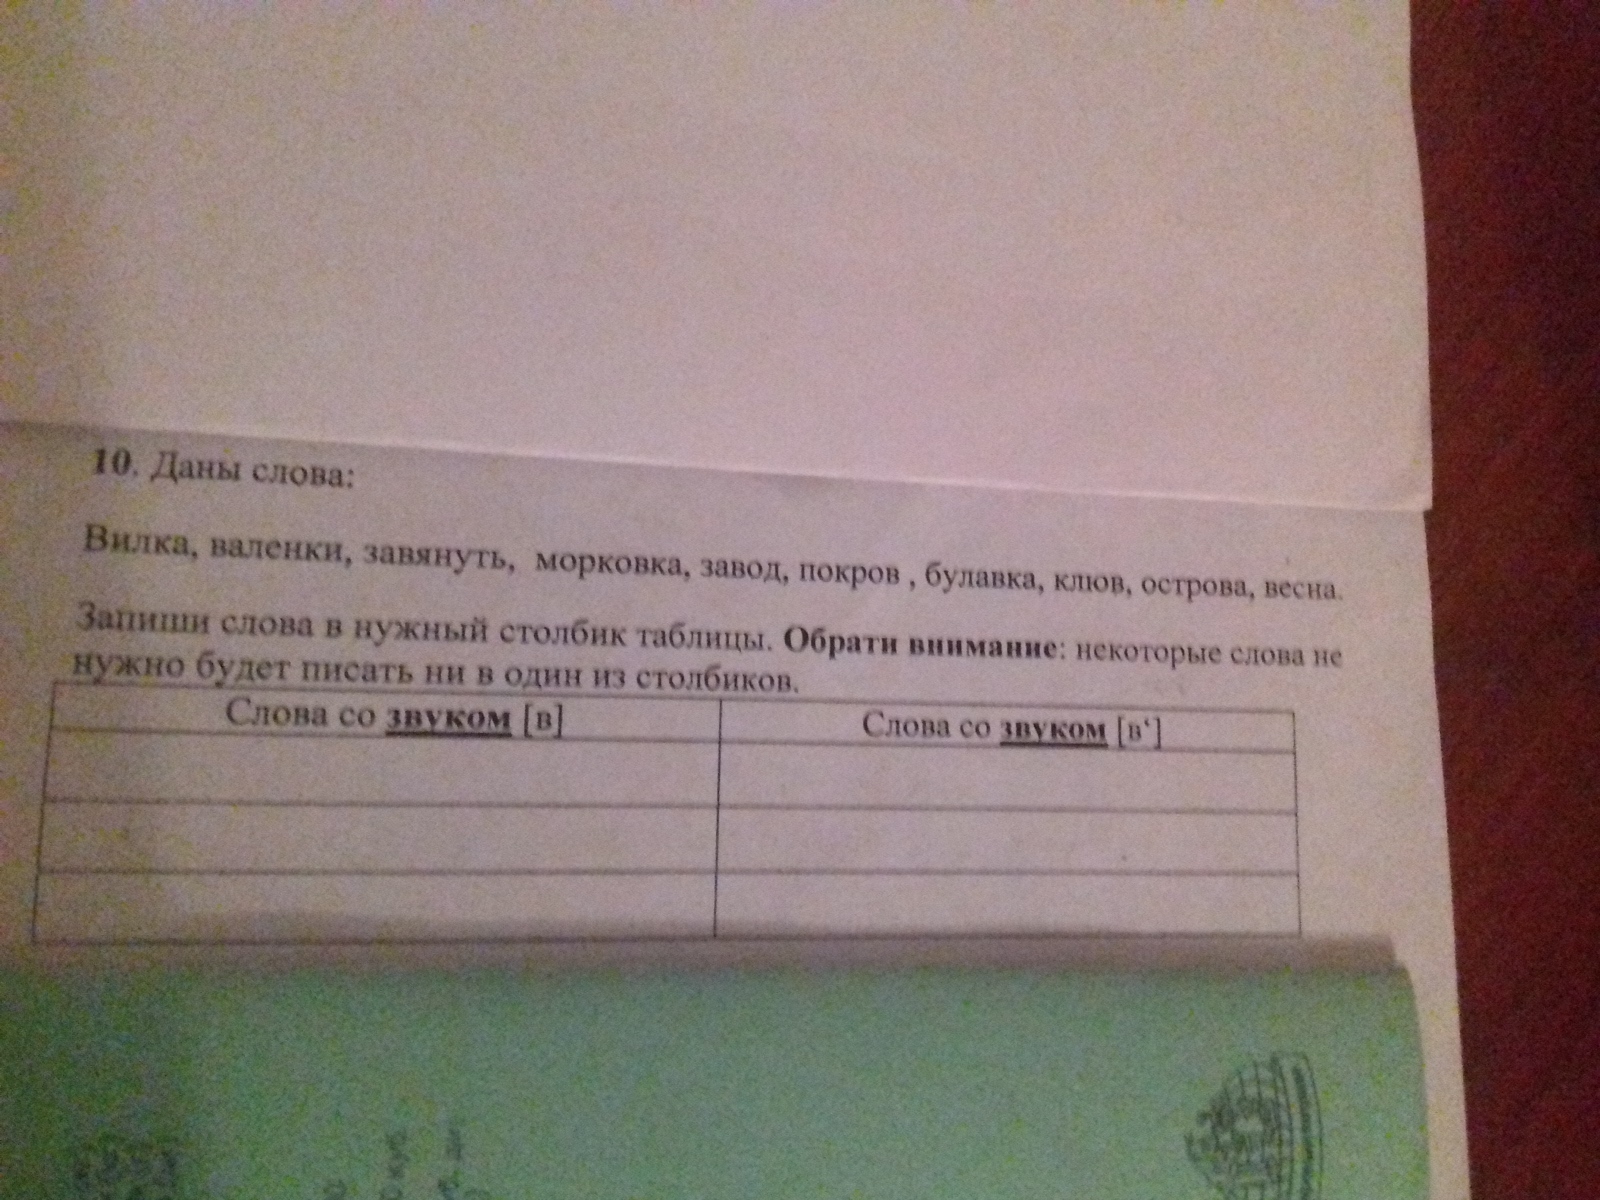 10. Даны слова:
Вилка, валенки, завянуть, морковка, завод, покров , булавка, клюв, острова, весна.
Запиши слова в нужный столбик таблицы. Обрати внимание: некоторые слова не
нужно будет писать ни в один из столбиков.
Слова со звуком [в] Слова со звуком [в‘]